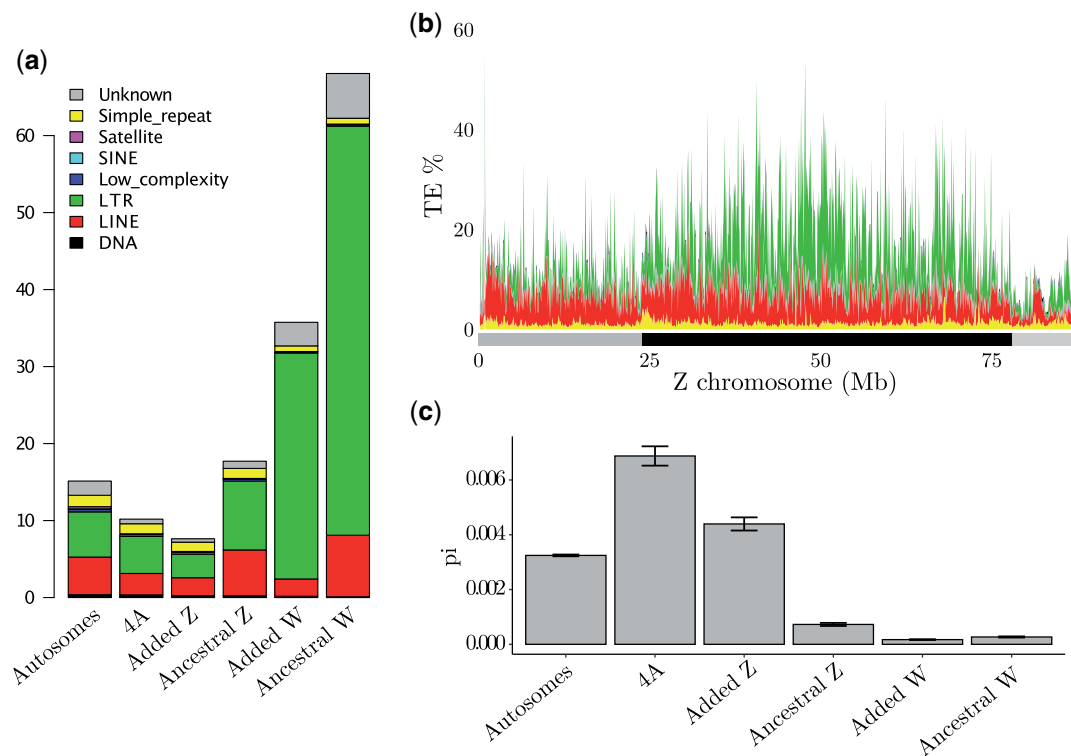 (a)
Unknown
Simple_repeat
Satellite
SINE
Low_complexity
LTR
LINE
DNA
60
50
40
30
20
10
0
Autosomes
4A
Added Z
Ancestral Z
Added W
Ancestral W
(b)
60
40
20
0
TE %
0 25 50 75
Z chromosome (Mb)
(c)
0.006
0.004
0.002
0.000
pi
Autosomes
4A
Added Z
Ancestral Z
Added W
Ancestral W